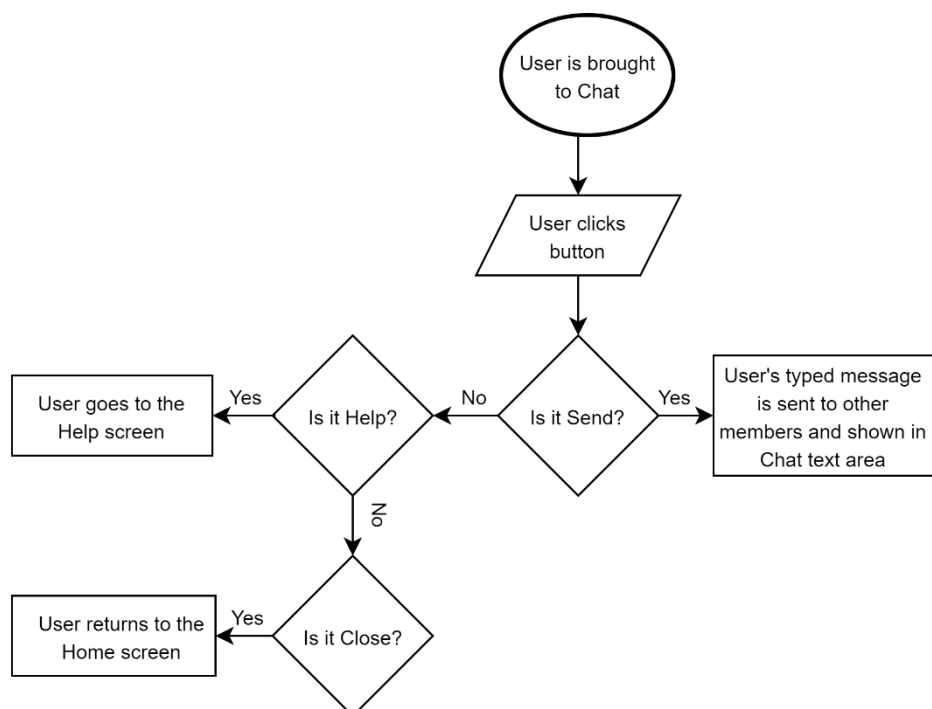 User is brought
to Chat
User clicks
button
Is it Send?
Yes
User's typed message
is sent to other
members and shown in
Chat text area
No
Is it Help?
Yes
User goes to the
Help screen
No
Is it Close?
Yes
User returns to the
Home screen